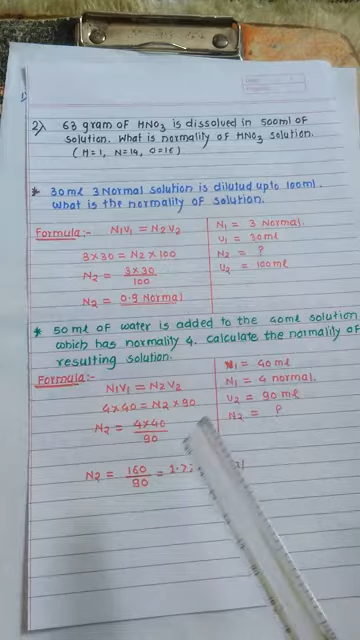 2) 63 gram of HNO3 is dissolved in 500ml of
solution. What is normality of HNO3 solution.
(H=1, N=14, O=16)
* 30ml 3Normal solution is diluted upto 100ml.
What is the normality of solution.
Formula:- N1V1 = N2V2
3×30 = N2×100
N2 = 3×30
100
N2 = 0.9 Normal
N1 = 3 Normal.
V1 = 30ml
N2 = ?
V2 = 100ml
* 50ml of water is added to the 40ml solution
which has normality 4. calculate the normality of
resulting solution.
Formula:-
N1V1 = N2V2
4×40 = N2×90
N2 = 4×40
90
N2 = 160
90
= 1.7
V1 = 40ml
N1 = 4 normal.
V2 = 90ml
N2 = ?